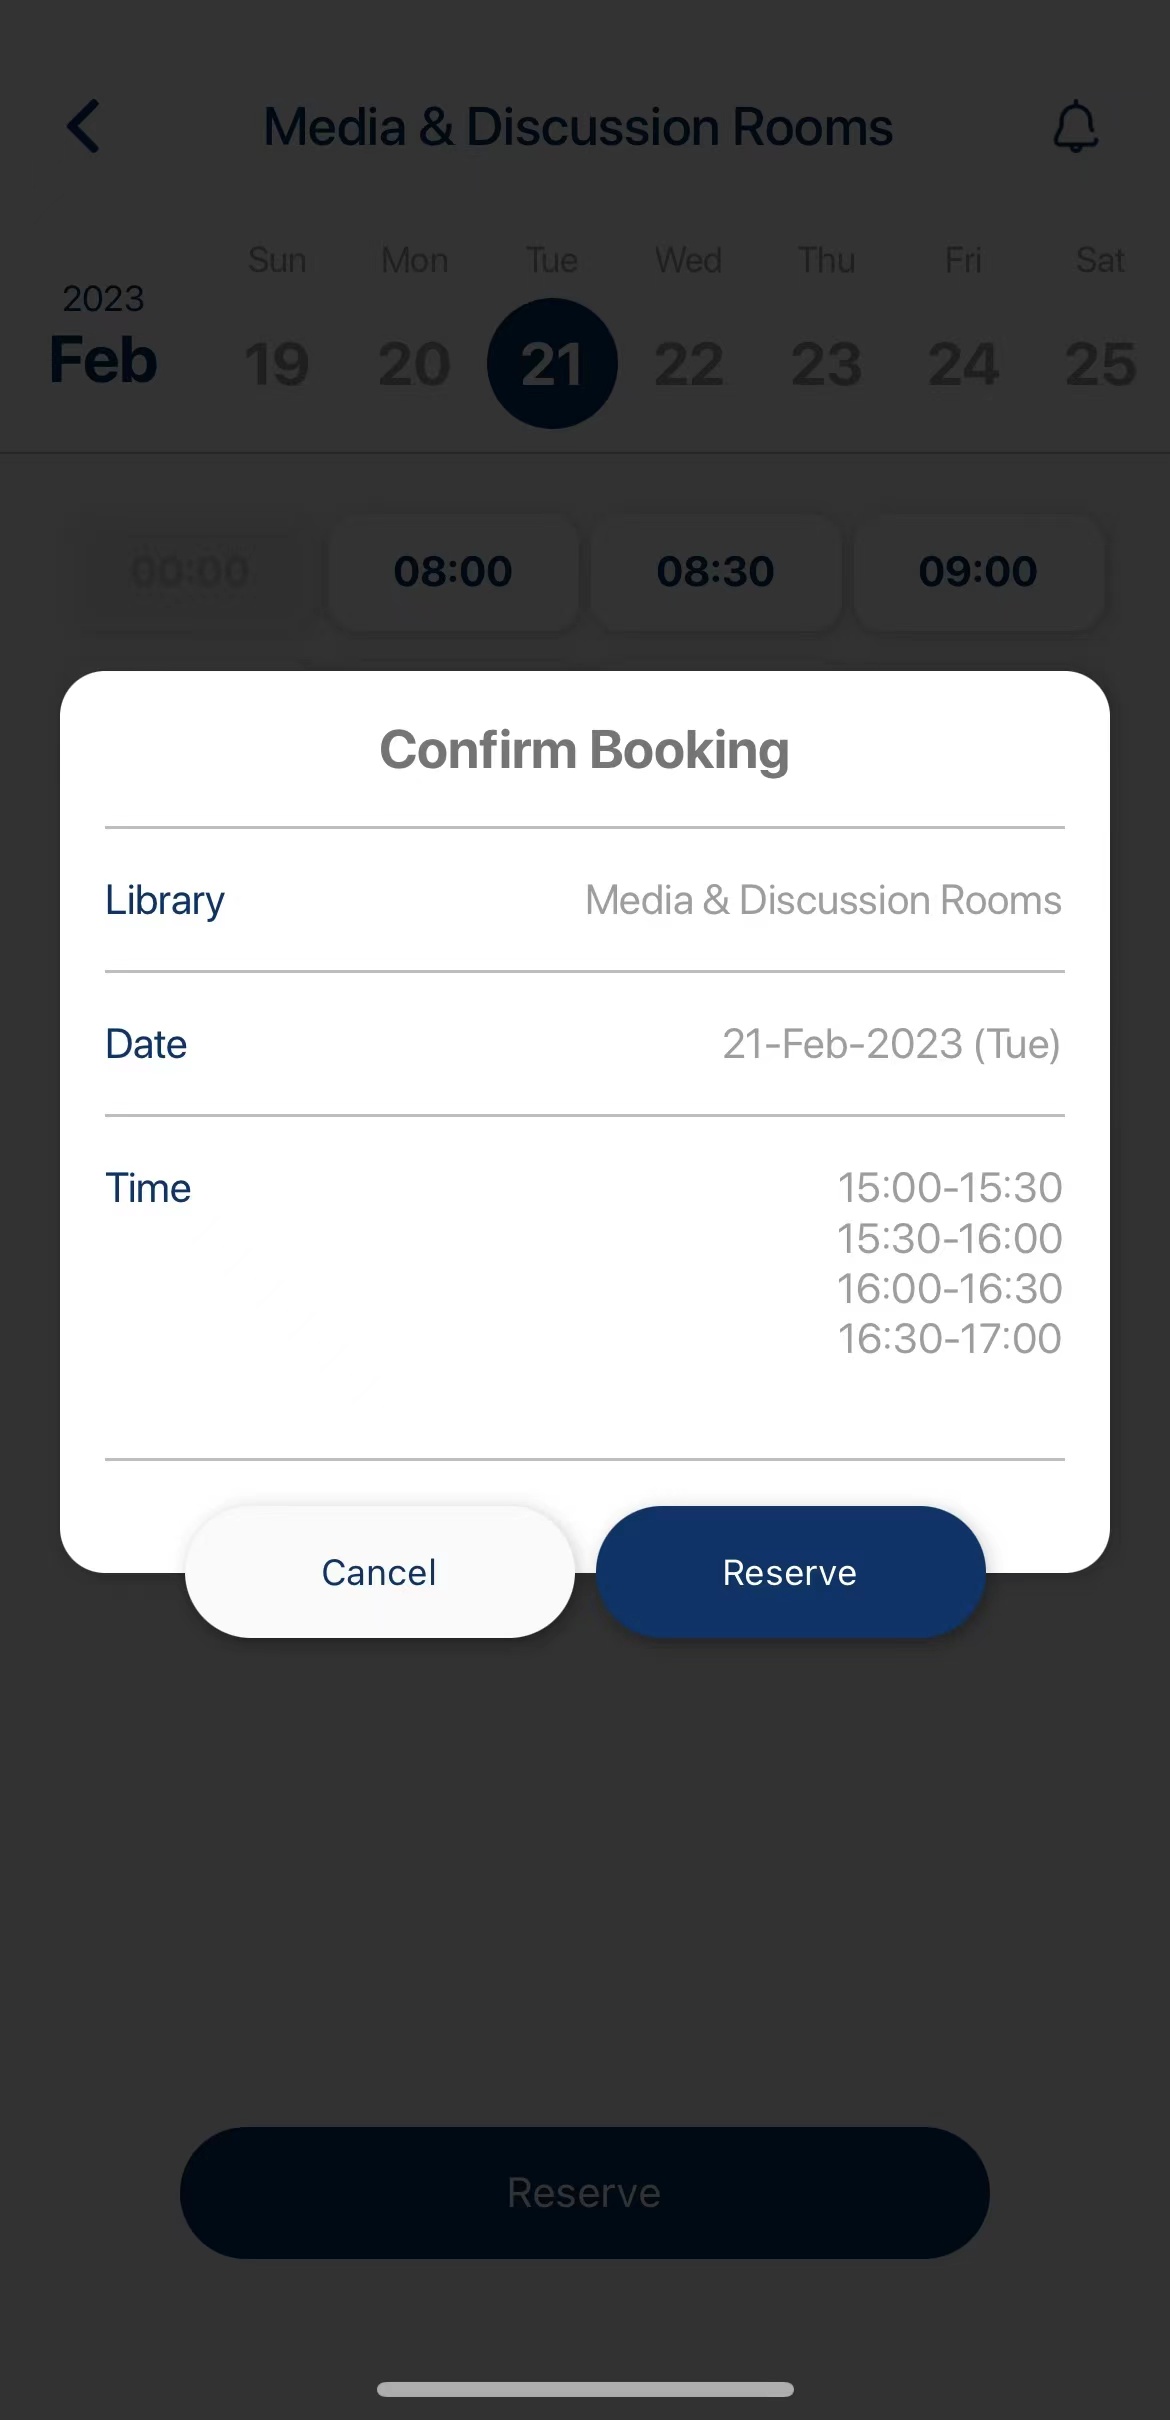 Media & Discussion Rooms
Sun Mon Tue Wed Thu Fri Sat
2023
Feb 19 20 21 22 23 24 25
00:00 08:00 08:30 09:00
Confirm Booking
Library Media & Discussion Rooms
Date 21-Feb-2023 (Tue)
Time 15:00-15:30
15:30-16:00
16:00-16:30
16:30-17:00
Cancel Reserve
Reserve